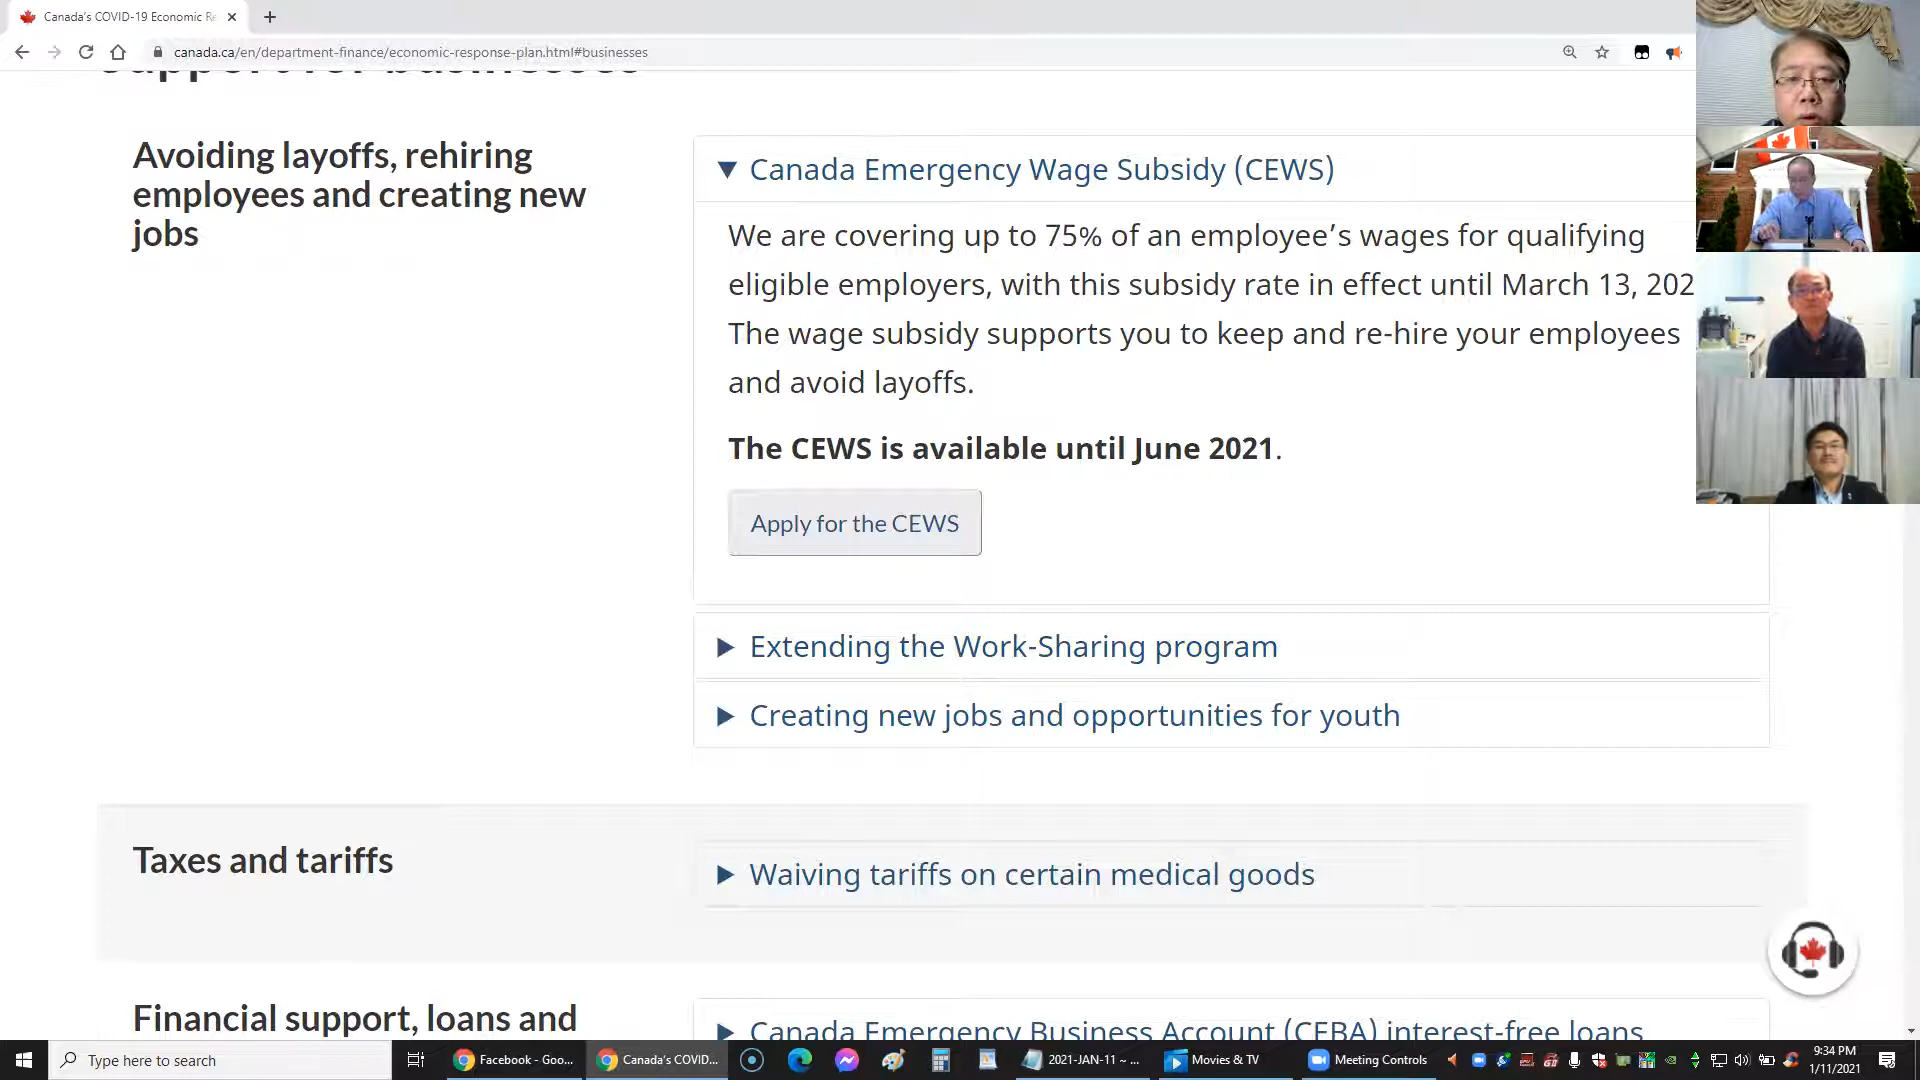 Canada's COVID-19 Economic Re
canada.ca/en/department-finance/economic-response-plan.html#businesses
Support for businesses
Avoiding layoffs, rehiring
employees and creating new
jobs
Canada Emergency Wage Subsidy (CEWS)
We are covering up to 75% of an employee’s wages for qualifying
eligible employers, with this subsidy rate in effect until March 13, 202
The wage subsidy supports you to keep and re-hire your employees
and avoid layoffs.
The CEWS is available until June 2021.
Apply for the CEWS
Extending the Work-Sharing program
Creating new jobs and opportunities for youth
Taxes and tariffs
Waiving tariffs on certain medical goods
Financial support, loans and
Canada Emergency Business Account (CEBA) interest-free loans
Type here to search
Facebook - Goo...
Canada's COVID...
2021-JAN-11 ~ ...
Movies & TV
Meeting Controls
9:34 PM
1/11/2021